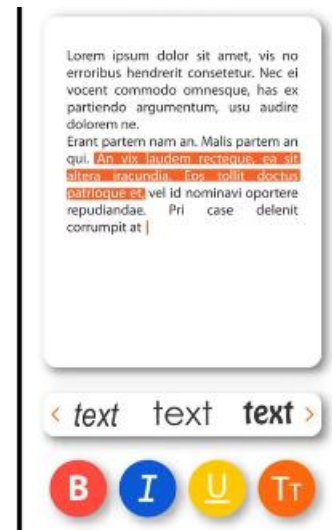 Lorem ipsum dolor sit amet, vis no
erroribus hendrerit consetetur. Nec ei
vocent commodo omnesque, has ex
partiendo argumentum, usu audire
dolorem ne.
Erant partem nam an. Malis partem an
qui. An vix laudem recteque, ea sit
altera iracundia. Eos tollit doctus
patrioque et, vel id nominavi oportere
repudiandae. Pri case delenit
corrumpit at
< text text text >
B I U TT